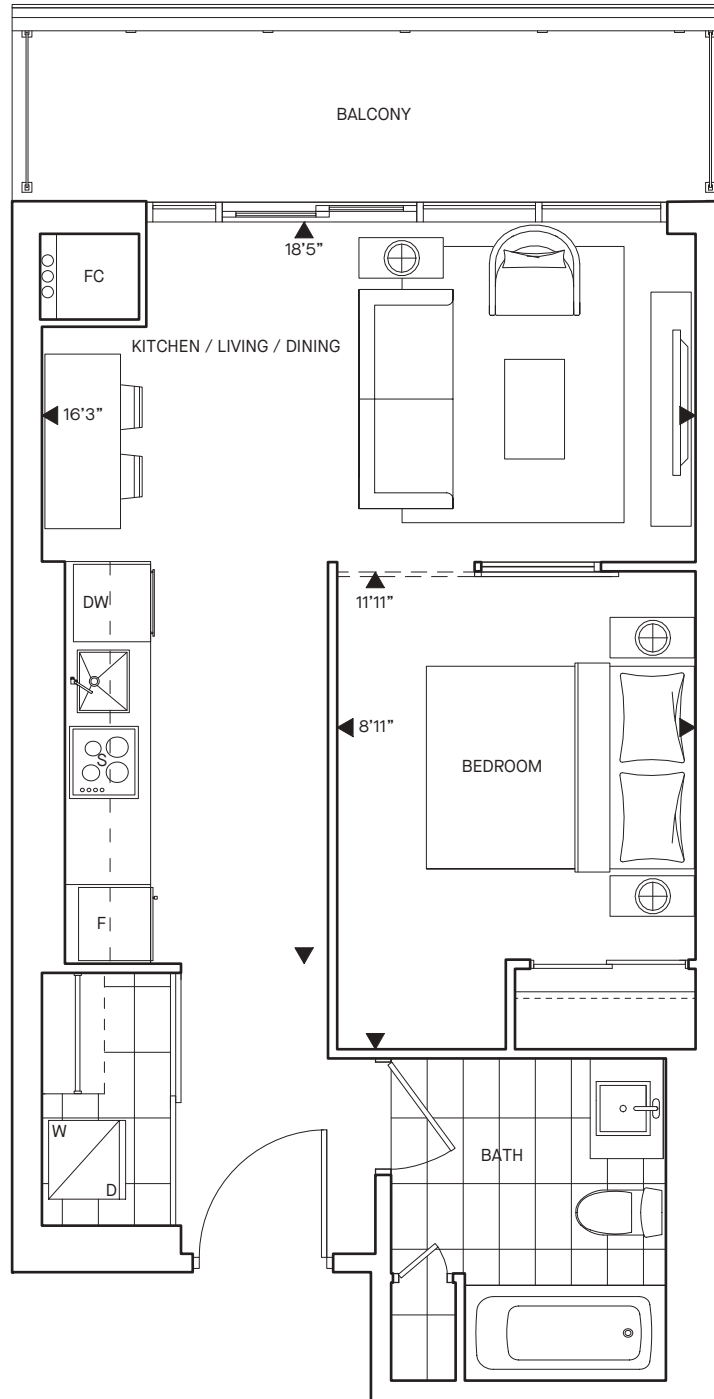 BALCONY
18'5"
FC
KITCHEN / LIVING / DINING
16'3"
DW
11'11"
8'11"
S
BEDROOM
F
W
D
BATH